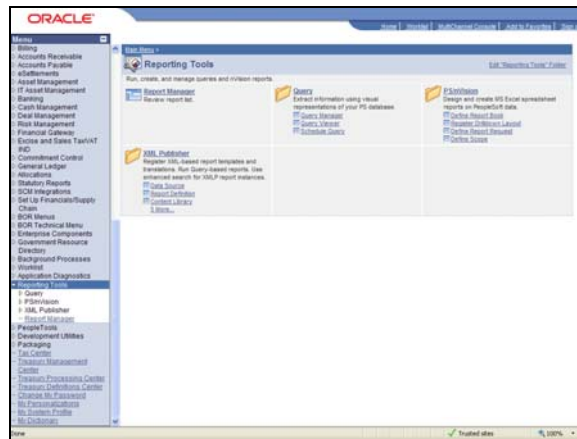 ORACLE
Home | Worklist | MultiChannel Console | Add to Favorites | Sign
Menu
Billing
Accounts Receivable
Accounts Payable
eSettlements
Asset Management
IT Asset Management
Banking
Cash Management
Deal Management
Risk Management
Financial Gateway
Excise and Sales Tax/VAT
IND
Commitment Control
General Ledger
Allocations
Statutory Reports
SCM Integrations
Set Up Financials/Supply
Chain
BOR Menus
BOR Technical Menu
Enterprise Components
Government Resource
Directory
Background Processes
Worklist
Application Diagnostics
Reporting Tools
Query
PS/nVision
XML Publisher
Report Manager
PeopleTools
Development Utilities
Packaging
Tax Center
Treasury Management
Center
Treasury Processing Center
Treasury Definitions Center
Change My Password
My Personalizations
My System Profile
My Dictionary
Main Menu >
Reporting Tools
Edit "Reporting Tools" Folder
Run, create, and manage queries and nVision reports.
Report Manager
Review report list.
Query
Extract information using visual
representations of your PS database.
Query Manager
Query Viewer
Schedule Query
PS/nVision
Design and create MS Excel spreadsheet
reports on PeopleSoft data.
Define Report Book
Register Drilldown Layout
Define Report Request
Define Scope
XML Publisher
Register XML-based report templates and
translations. Run Query-based reports. Use
enhanced search for XMLP report instances.
Data Source
Report Definition
Content Library
5 More...
Done
Trusted sites
100%